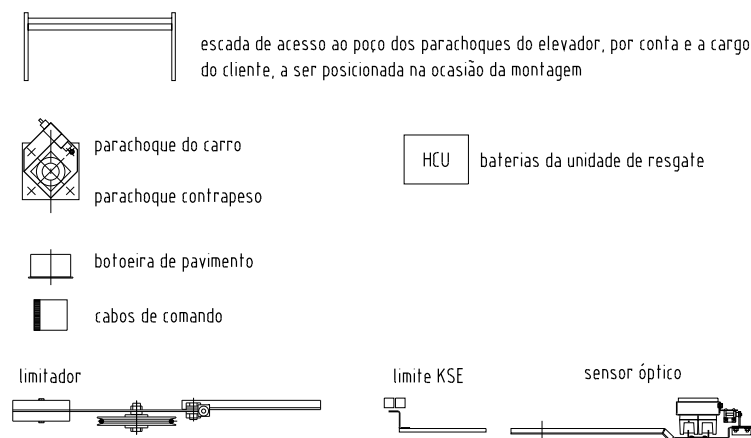 escada de acesso ao poço dos parachoques do elevador, por conta e a cargo
do cliente, a ser posicionada na ocasião da montagem
parachoque do carro
HCU
baterias da unidade de resgate
parachoque contrapeso
botoeira de pavimento
cabos de comando
limitador
limite KSE
sensor óptico